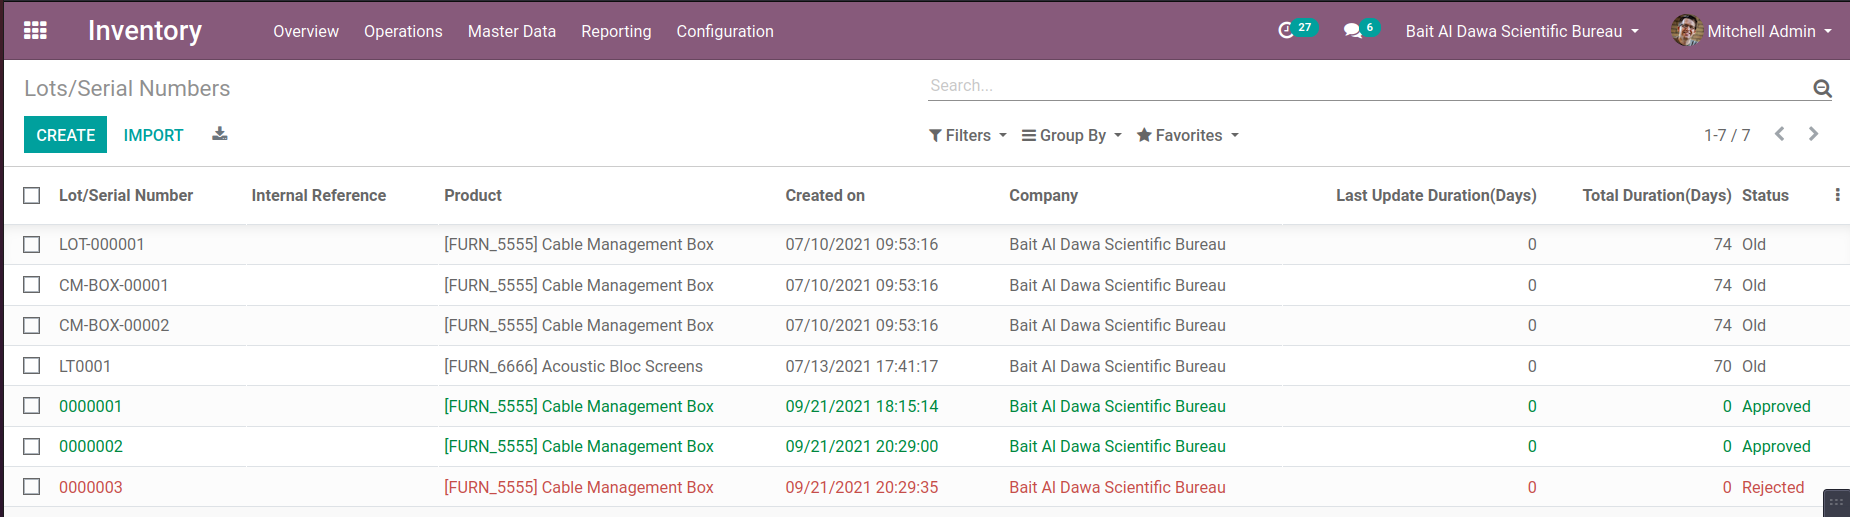 Inventory Overview Operations Master Data Reporting Configuration 27 6 Bait Al Dawa Scientific Bureau Mitchell Admin
Lots/Serial Numbers Search...
CREATE IMPORT Filters Group By Favorites 1-7 / 7
Lot/Serial Number Internal Reference Product Created on Company Last Update Duration(Days) Total Duration(Days) Status
LOT-000001 [FURN_5555] Cable Management Box 07/10/2021 09:53:16 Bait Al Dawa Scientific Bureau 0 74 Old
CM-BOX-00001 [FURN_5555] Cable Management Box 07/10/2021 09:53:16 Bait Al Dawa Scientific Bureau 0 74 Old
CM-BOX-00002 [FURN_5555] Cable Management Box 07/10/2021 09:53:16 Bait Al Dawa Scientific Bureau 0 74 Old
LT0001 [FURN_6666] Acoustic Bloc Screens 07/13/2021 17:41:17 Bait Al Dawa Scientific Bureau 0 70 Old
0000001 [FURN_5555] Cable Management Box 09/21/2021 18:15:14 Bait Al Dawa Scientific Bureau 0 0 Approved
0000002 [FURN_5555] Cable Management Box 09/21/2021 20:29:00 Bait Al Dawa Scientific Bureau 0 0 Approved
0000003 [FURN_5555] Cable Management Box 09/21/2021 20:29:35 Bait Al Dawa Scientific Bureau 0 0 Rejected